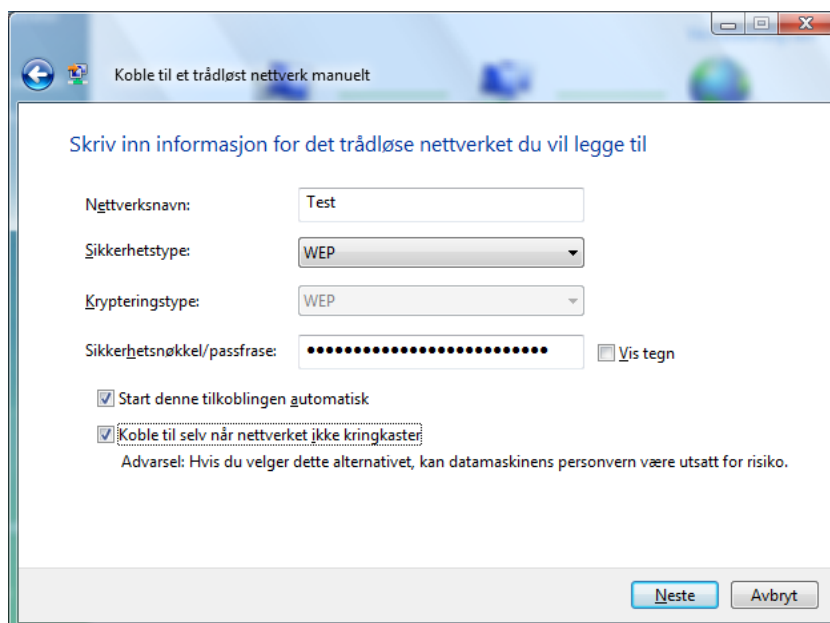 Koble til et trådløst nettverk manuelt
Skriv inn informasjon for det trådløse nettverket du vil legge til
Nettverksnavn: Test
Sikkerhetstype: WEP
Krypteringstype: WEP
Sikkerhetsnøkkel/passfrase: ●●●●●●●●●●●●●●●●●●●●●●●●●● Vis tegn
Start denne tilkoblingen automatisk
Koble til selv når nettverket ikke kringkaster
Advarsel: Hvis du velger dette alternativet, kan datamaskinens personvern være utsatt for risiko.
Neste Avbryt